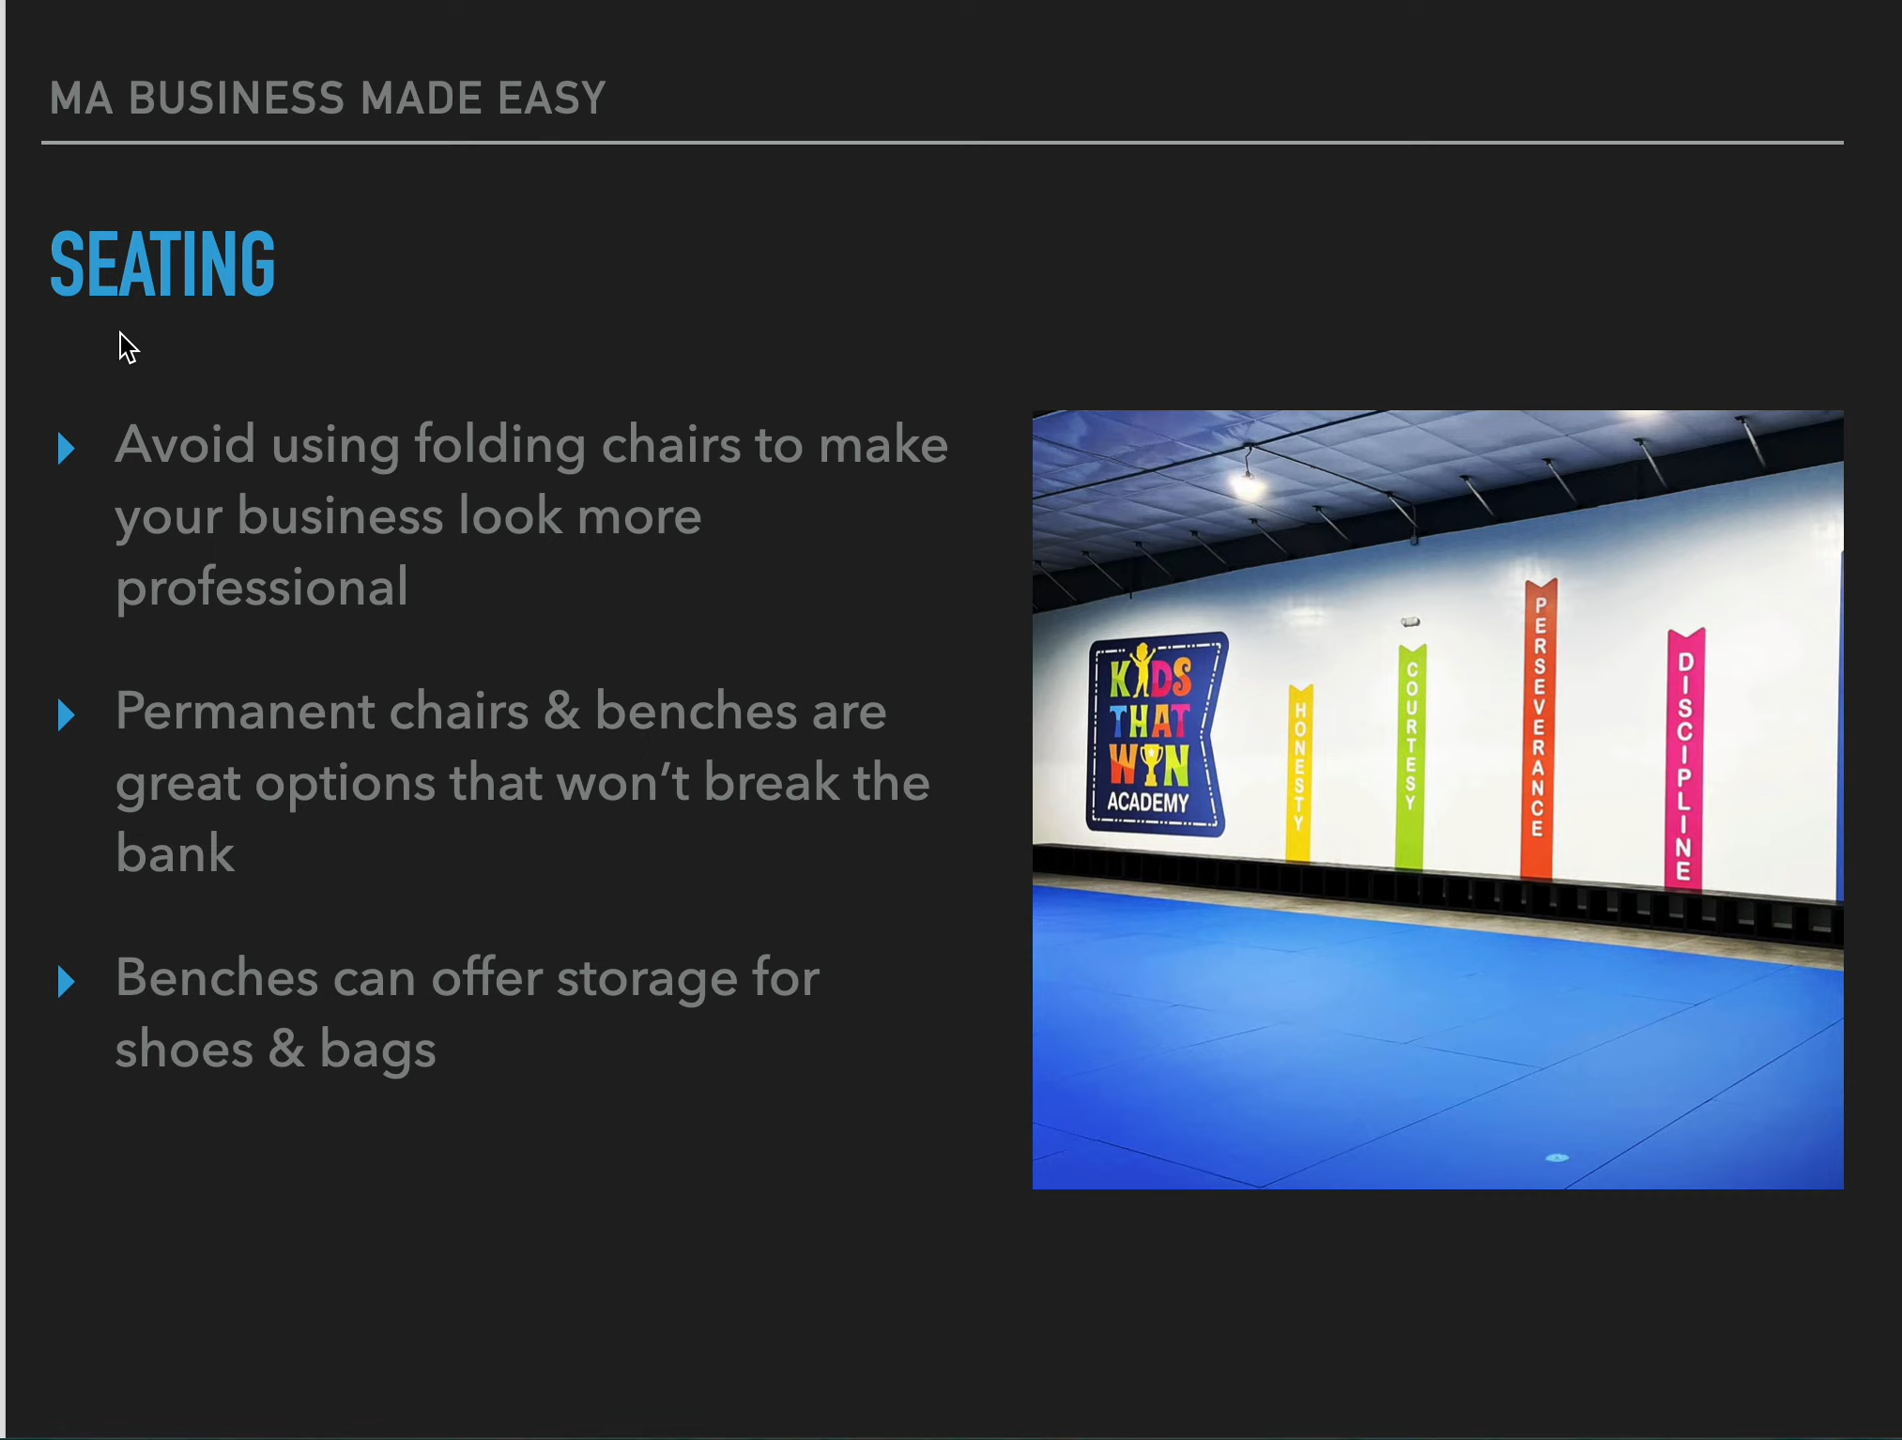 MA BUSINESS MADE EASY
SEATING
Avoid using folding chairs to make
your business look more
professional
Permanent chairs & benches are
great options that won’t break the
bank
Benches can offer storage for
shoes & bags
KIDS
THAT
WIN
ACADEMY
HONESTY
COURTESY
PERSEVERANCE
DISCIPLINE